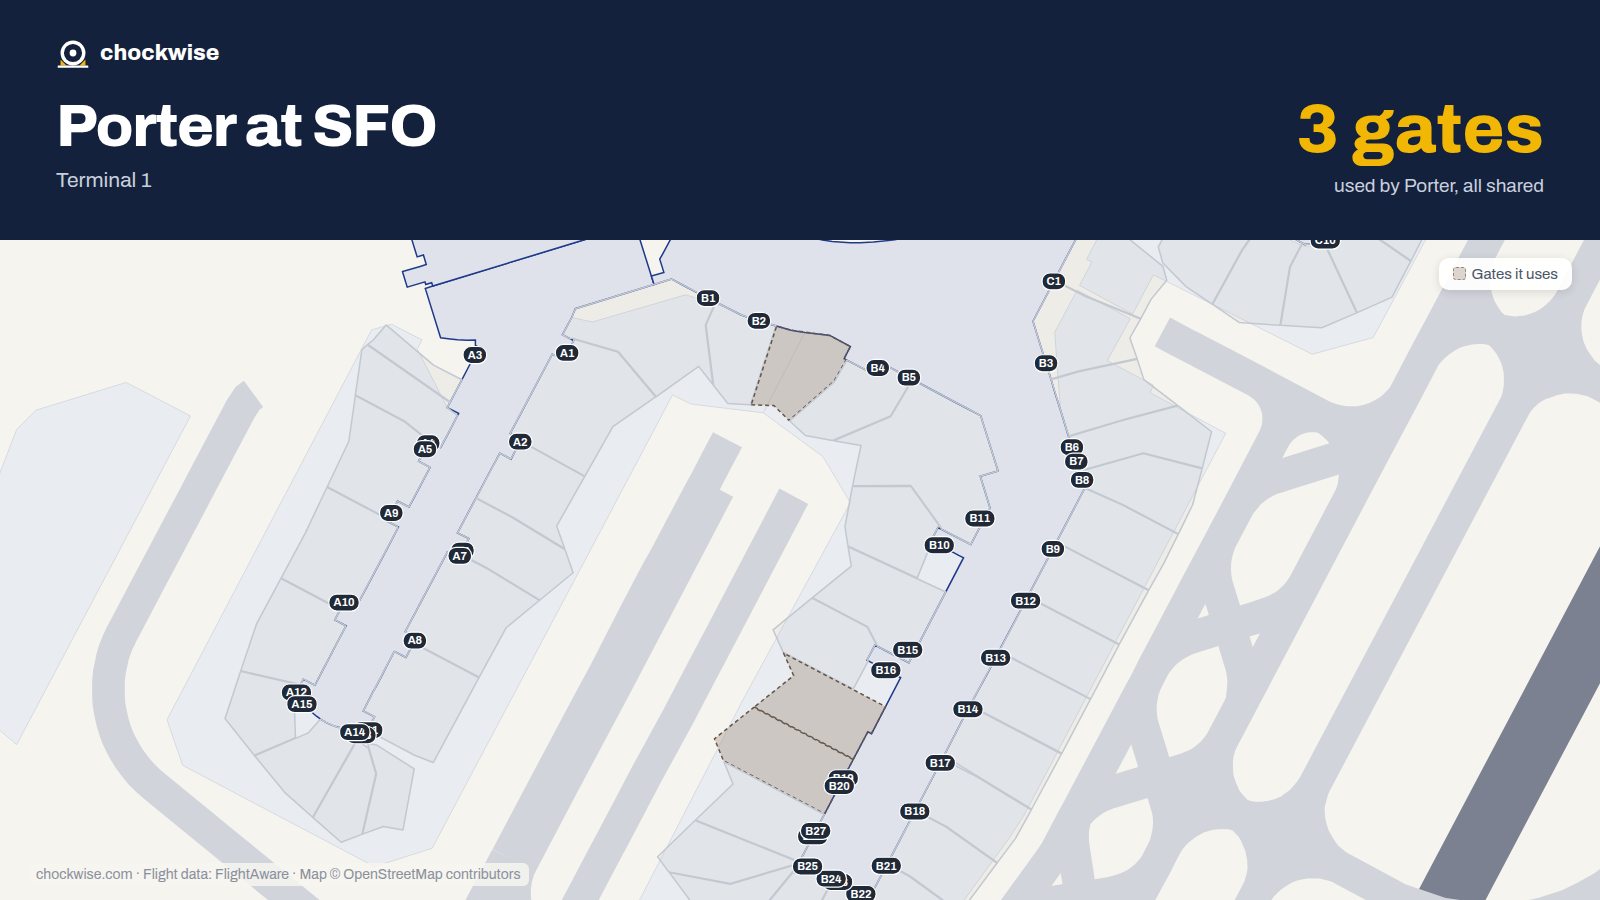 chockwise
Porter at SFO
Terminal 1
3 gates
used by Porter, all shared
Gates it uses
C1
B1
B2
A3
A1
B4
B5
B3
A5
A2
B6
B7
B8
A9
B11
B10
B9
A7
A10
B12
A8
B15
B13
B16
A12
A15
B14
A14
B17
B20
B18
B27
B25
B21
B24
B22
chockwise.com · Flight data: FlightAware · Map © OpenStreetMap contributors